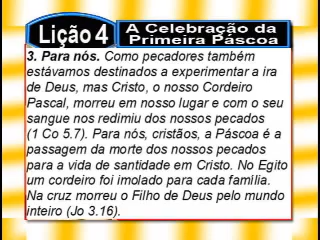 Lição 4
A Celebração da
Primeira Páscoa
3. Para nós. Como pecadores também
estávamos destinados a experimentar a ira
de Deus, mas Cristo, o nosso Cordeiro
Pascal, morreu em nosso lugar e com o seu
sangue nos redimiu dos nossos pecados
(1 Co 5.7). Para nós, cristãos, a Páscoa é a
passagem da morte dos nossos pecados
para a vida de santidade em Cristo. No Egito
um cordeiro foi imolado para cada família.
Na cruz morreu o Filho de Deus pelo mundo
inteiro (Jo 3.16).